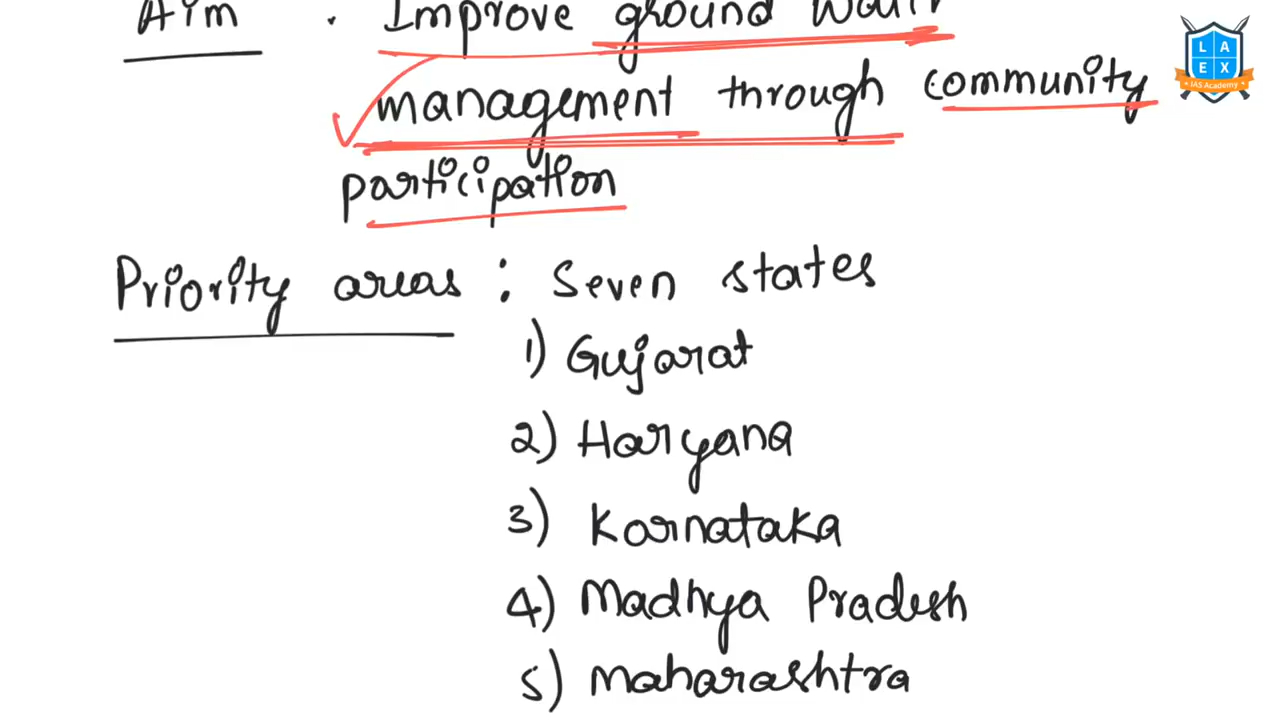 Aim : Improve ground water
management through community
participation
Priority areas : Seven states
1) Gujarat
2) Haryana
3) Karnataka
4) Madhya Pradesh
5) Maharashtra
L A
E X
IAS Academy